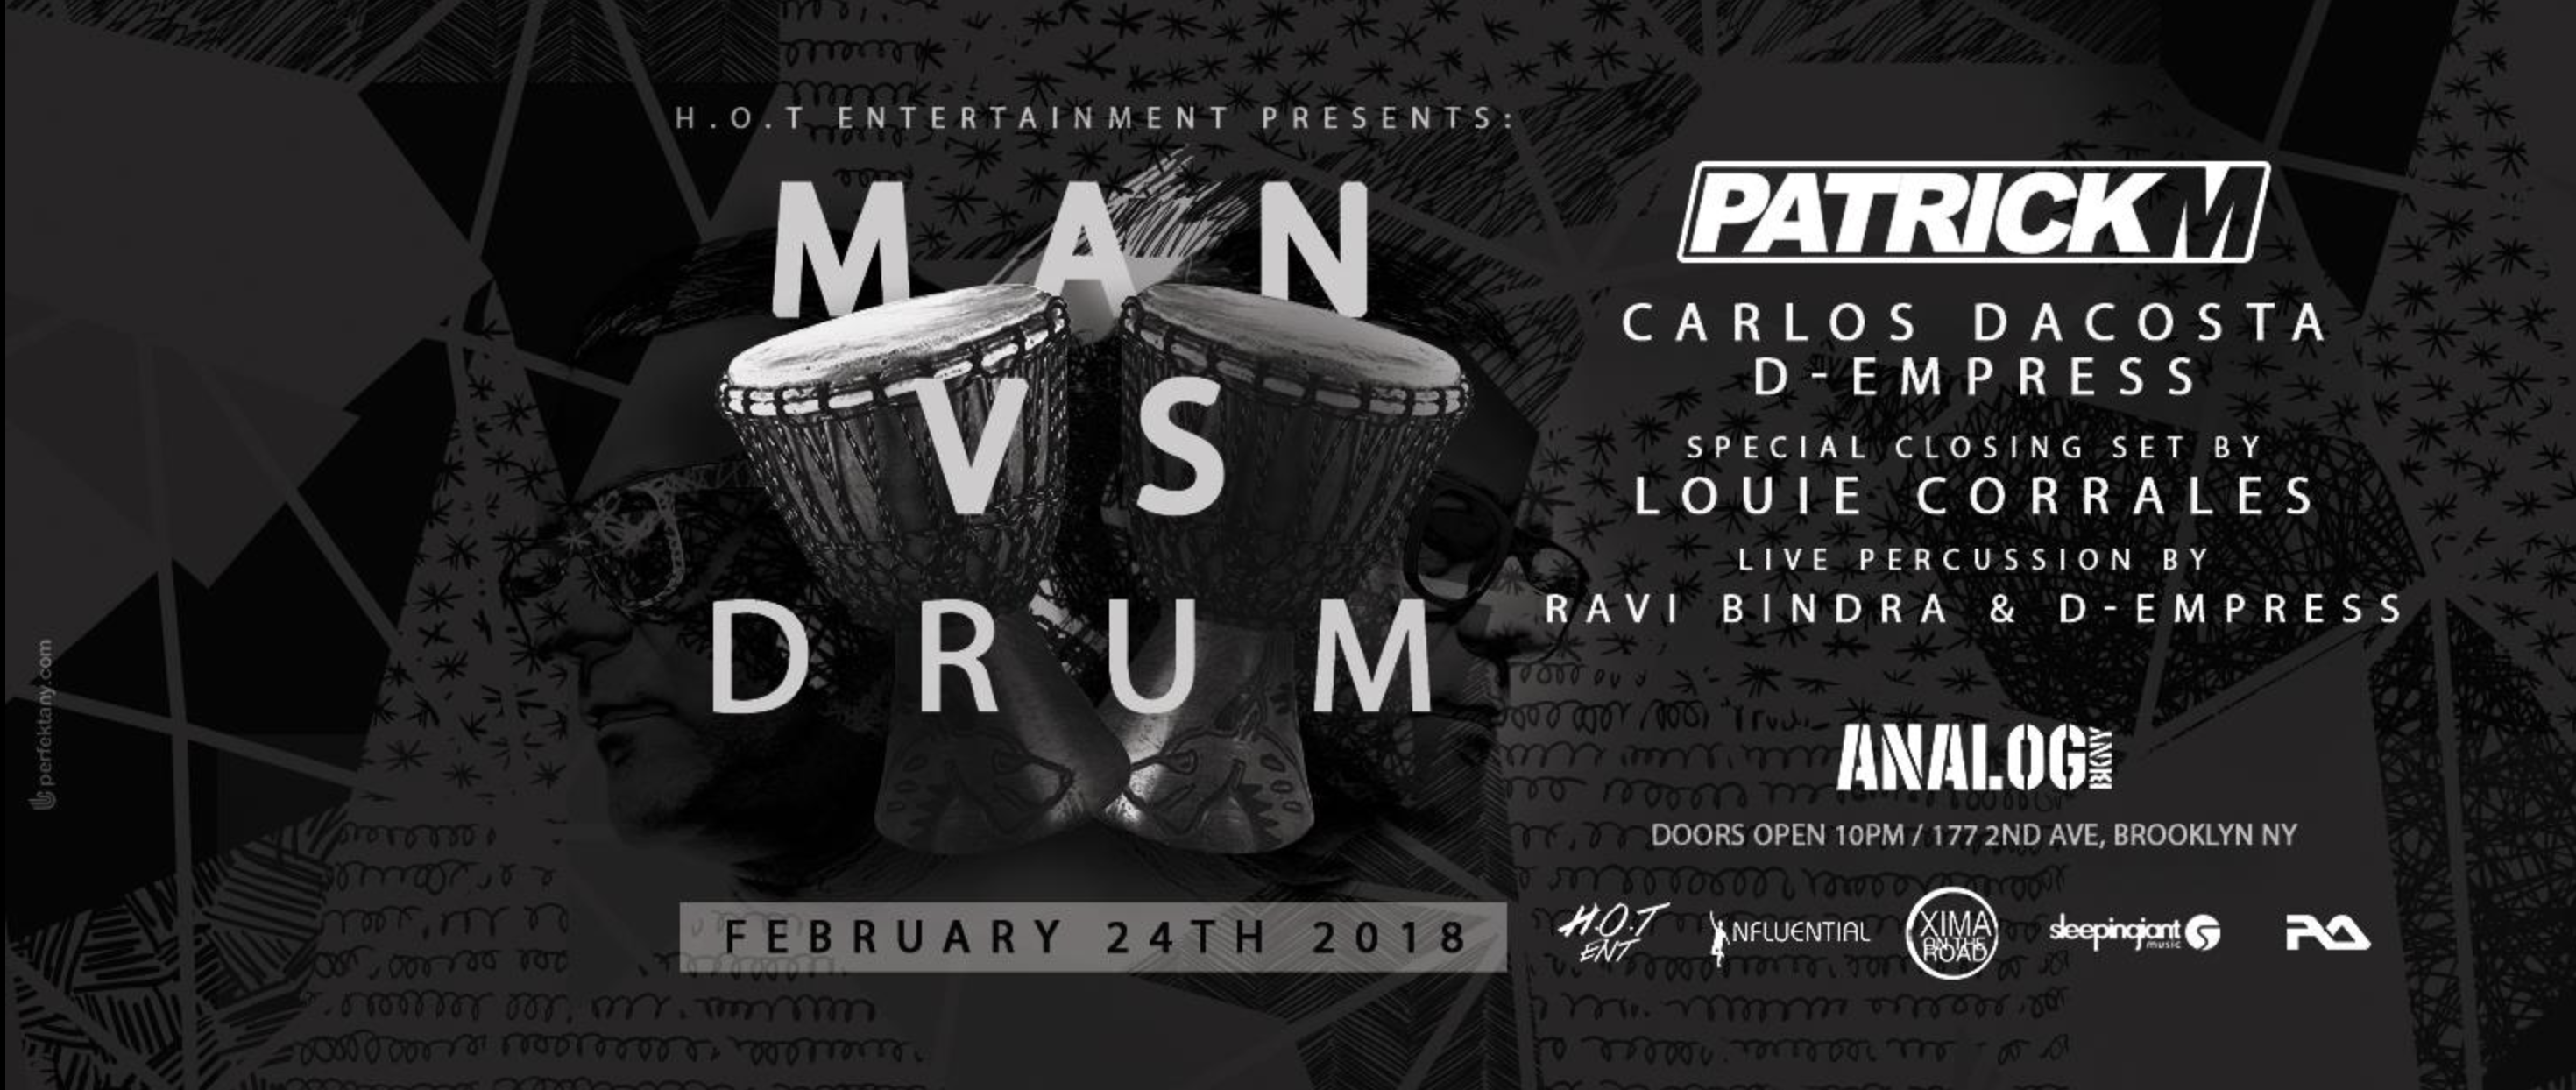 H.O.T ENTERTAINMENT PRESENTS:
MAN
VS
DRUM
FEBRUARY 24TH 2018
PATRICK M
CARLOS DACOSTA
D-EMPRESS
SPECIAL CLOSING SET BY
LOUIE CORRALES
LIVE PERCUSSION BY
RAVI BINDRA & D-EMPRESS
ANALOG BKNY
DOORS OPEN 10PM / 177 2ND AVE, BROOKLYN NY
H.O.T
ENT
INFLUENTIAL
XIMA
ON THE
ROAD
sleepingiant
music
RA
perfektany.com